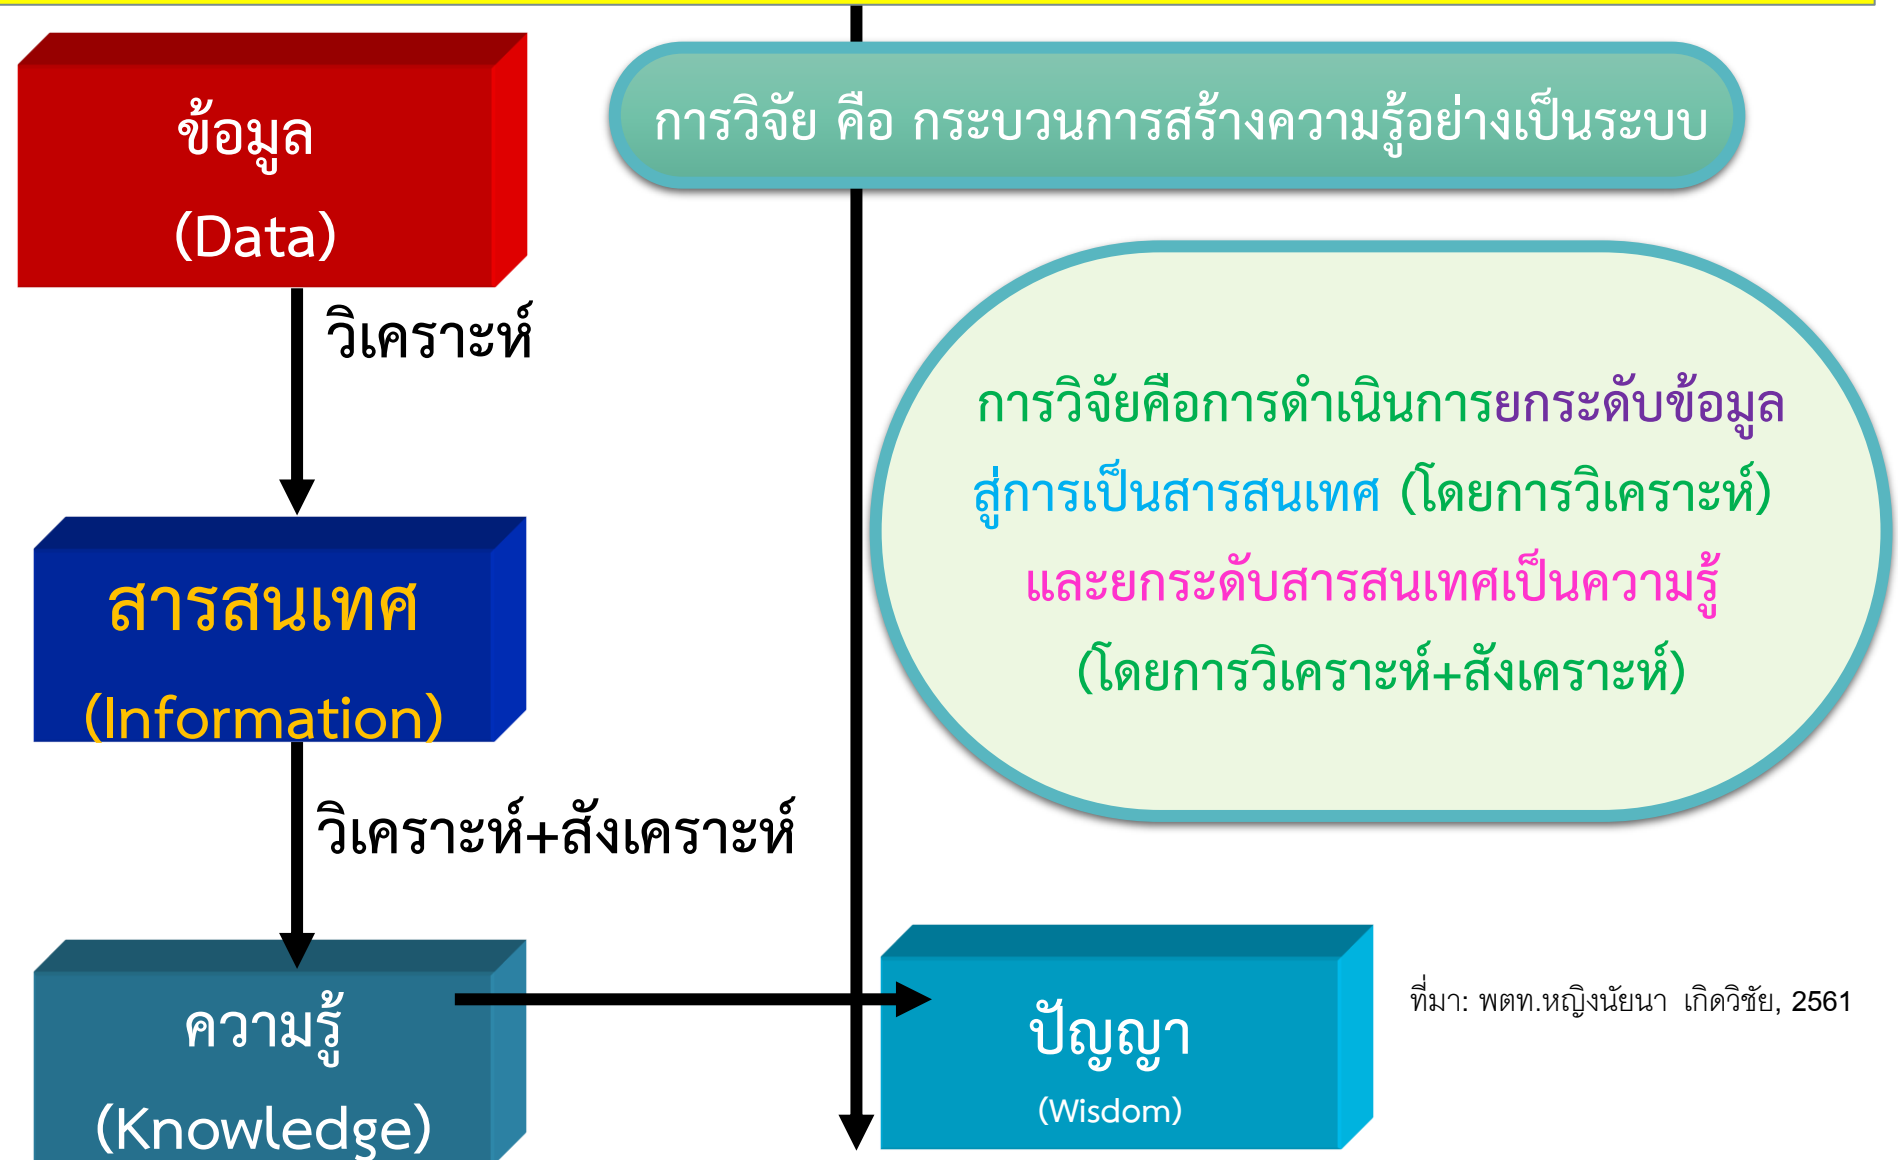 ข้อมูล
(Data)
การวิจัย คือ กระบวนการสร้างความรู้อย่างเป็นระบบ
วิเคราะห์
การวิจัยคือการดำเนินการยกระดับข้อมูล
สู่การเป็นสารสนเทศ (โดยการวิเคราะห์)
และยกระดับสารสนเทศเป็นความรู้
(โดยการวิเคราะห์+สังเคราะห์)
สารสนเทศ
(Information)
วิเคราะห์+สังเคราะห์
ความรู้
(Knowledge)
ปัญญา
(Wisdom)
ที่มา: พตท.หญิงนัยนา เกิดวิชัย, 2561